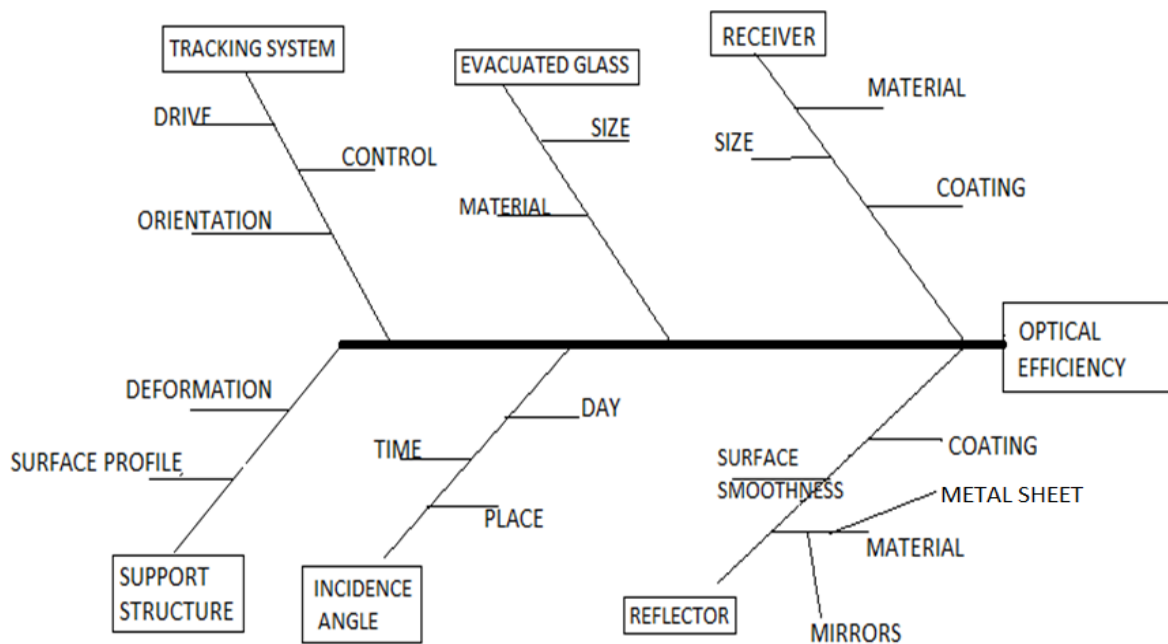 TRACKING SYSTEM
EVACUATED GLASS
RECEIVER
DRIVE
CONTROL
ORIENTATION
SIZE
MATERIAL
MATERIAL
SIZE
COATING
OPTICAL
EFFICIENCY
DEFORMATION
SURFACE PROFILE
SUPPORT
STRUCTURE
DAY
TIME
PLACE
INCIDENCE
ANGLE
COATING
SURFACE
SMOOTHNESS
METAL SHEET
MATERIAL
MIRRORS
REFLECTOR